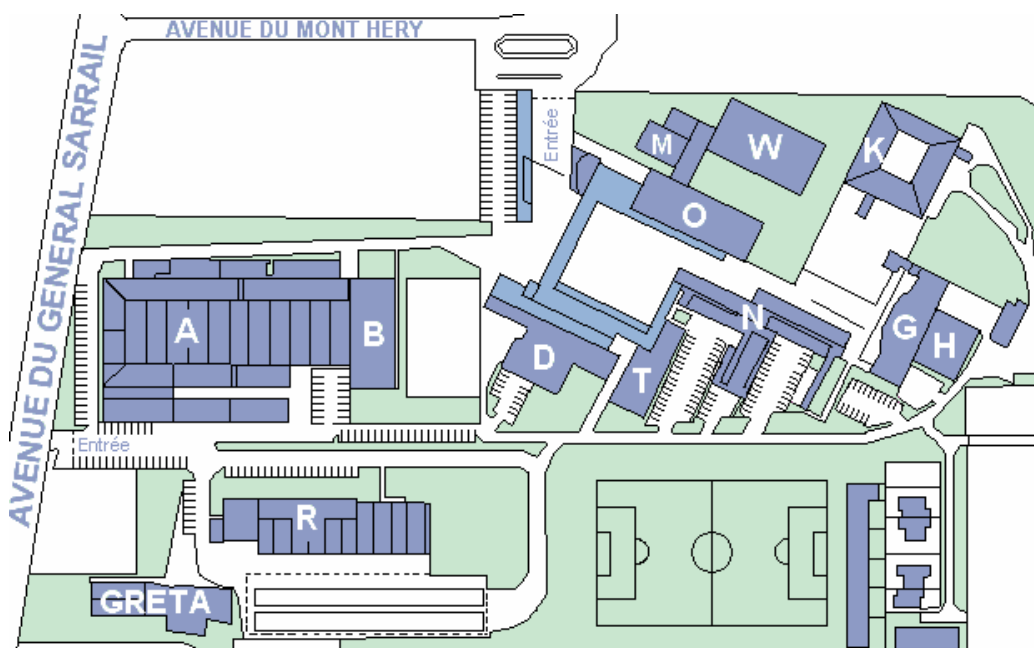 AVENUE DU MONT HERY
AVENUE DU GENERAL SARRAIL
Entrée
M
W
K
O
A
B
N
G
H
D
T
Entrée
R
GRETA